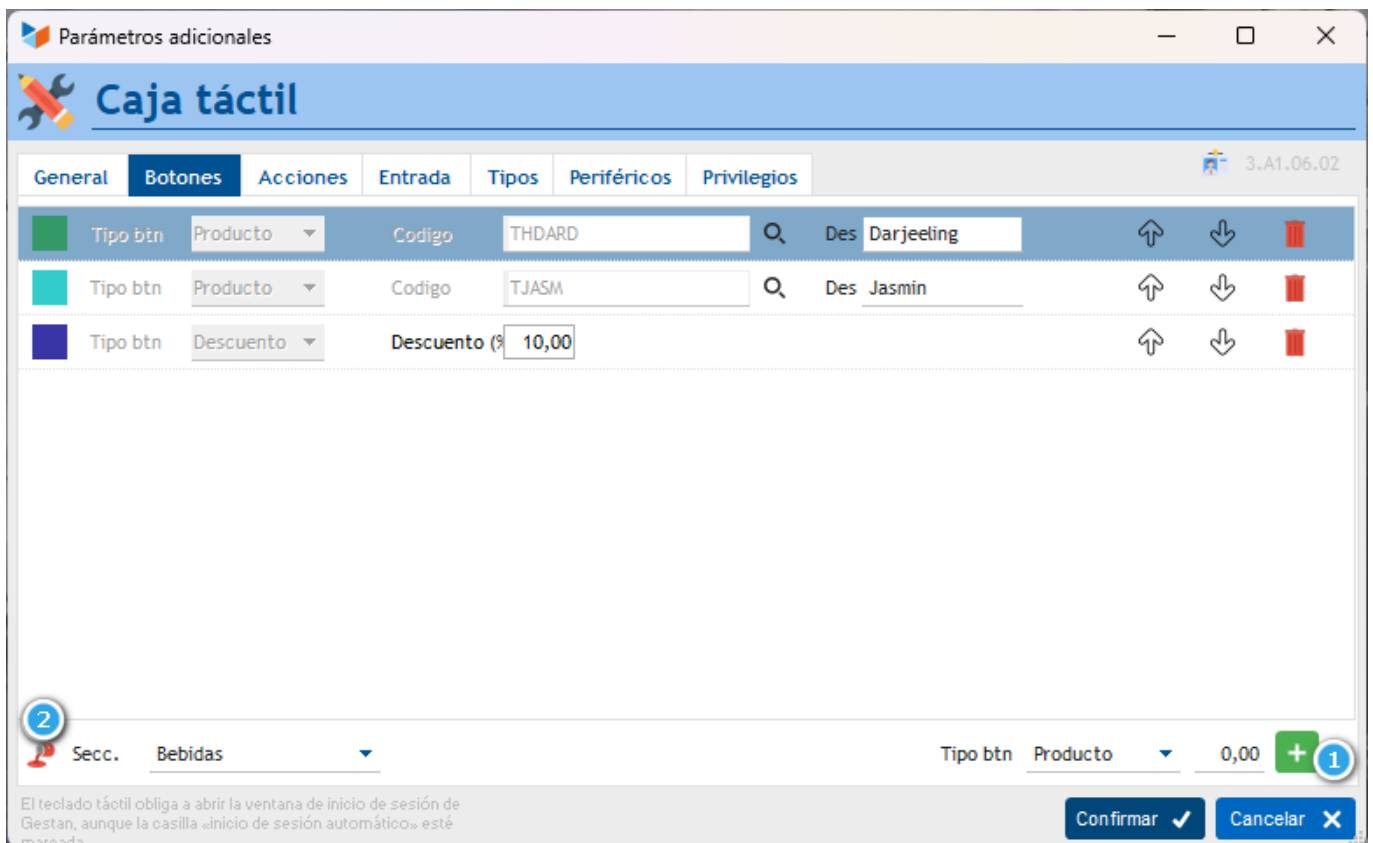 Parámetros adicionales
Caja táctil
General Botones Acciones Entrada Tipos Periféricos Privilegios 3.A1.06.02
Tipo btn Producto Codigo THDARD Des Darjeeling
Tipo btn Producto Codigo TJASM Des Jasmin
Tipo btn Descuento Descuento (% 10,00
2
Secc. Bebidas Tipo btn Producto 0,00 + 1
El teclado táctil obliga a abrir la ventana de inicio de sesión de
Gestan, aunque la casilla «inicio de sesión automático» esté
marcada
Confirmar Cancelar